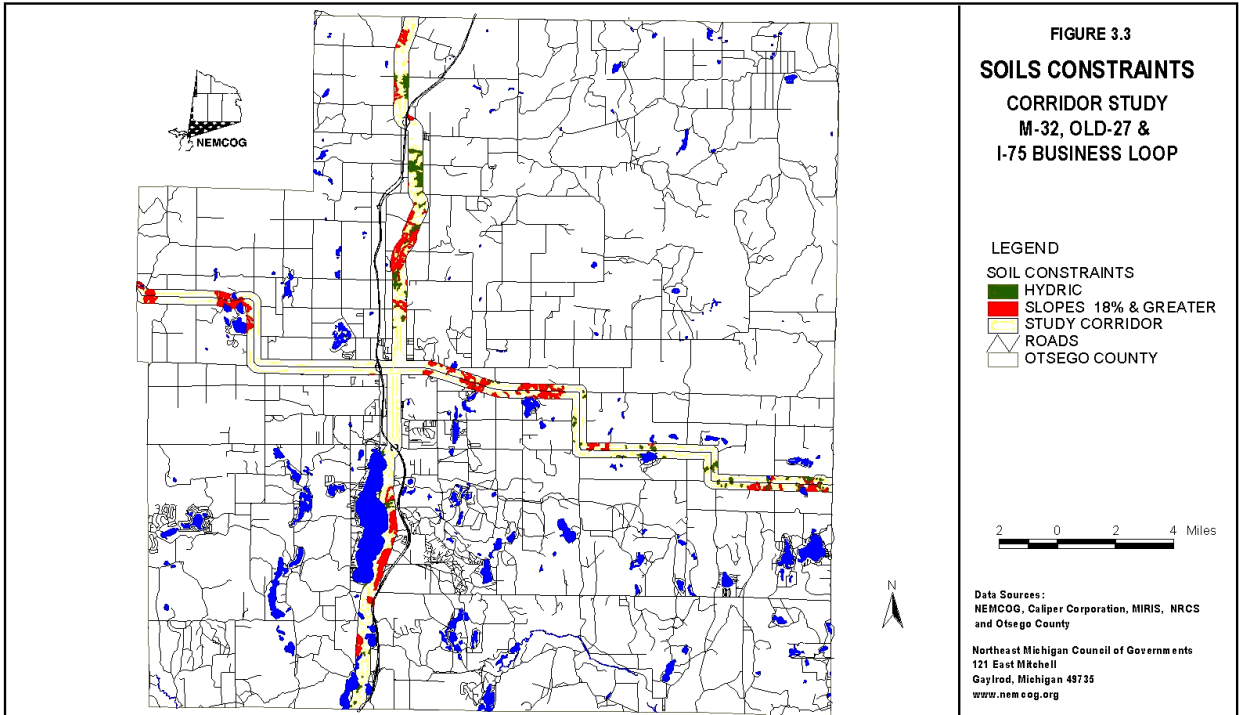 NEMCOG
FIGURE 3.3
SOILS CONSTRAINTS
CORRIDOR STUDY
M-32, OLD-27 &
I-75 BUSINESS LOOP
LEGEND
SOIL CONSTRAINTS
HYDRIC
SLOPES 18% & GREATER
STUDY CORRIDOR
ROADS
OTSEGO COUNTY
2 0 2 4 Miles
N
Data Sources:
NEMCOG, Caliper Corporation, MIRIS, NRCS
and Otsego County
Northeast Michigan Council of Governments
121 East Mitchell
Gaylrod, Michigan 49735
www.nemcog.org